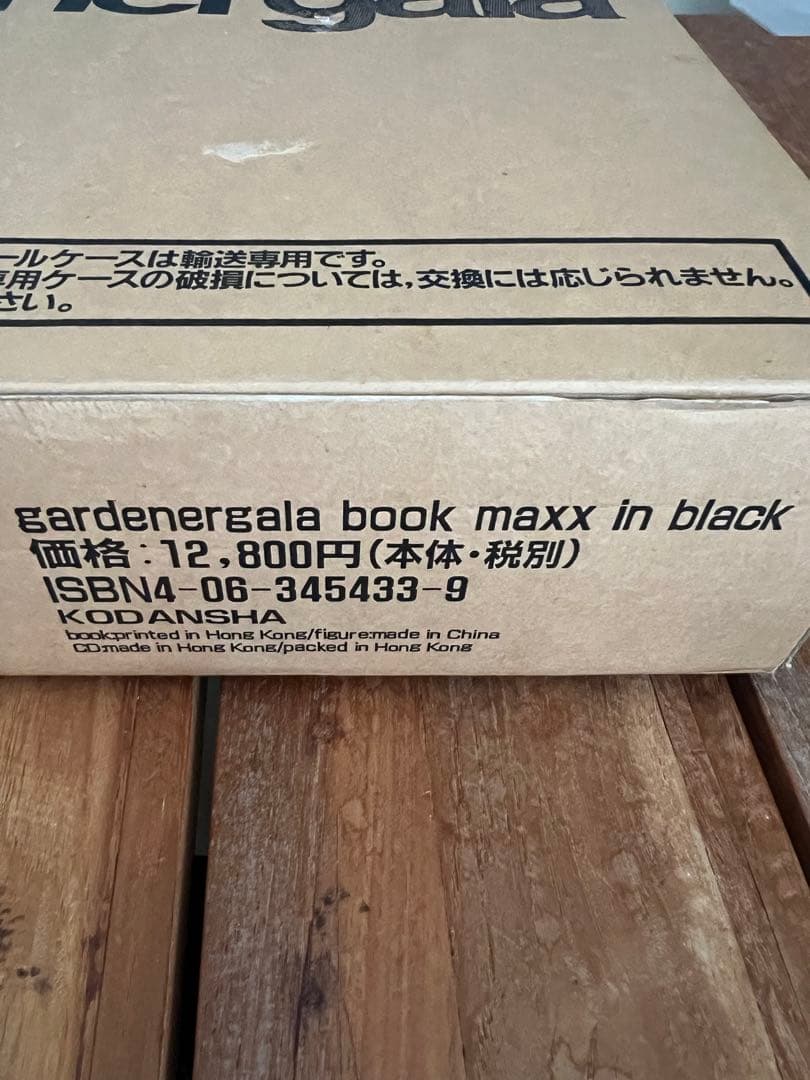 nergala
ールケースは輸送専用です。
専用ケースの破損については,交換には応じられません。
さい。
gardenergala book maxx in black
価格:12,800円(本体・税別)
ISBN4-06-345433-9
KODANSHA
book:printed in Hong Kong/figure:made in China
CD:made in Hong Kong/packed in Hong Kong